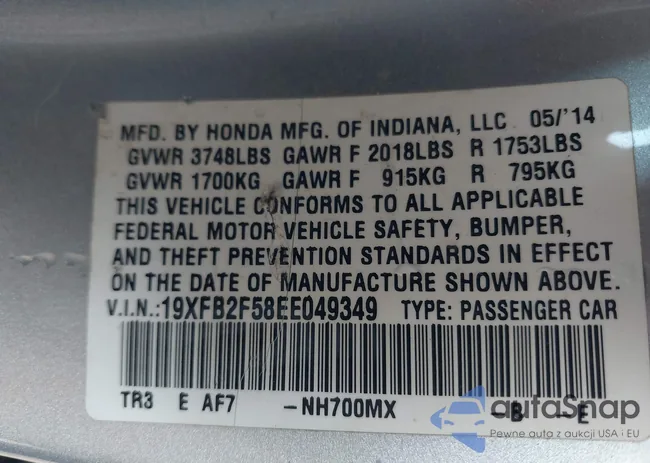 MFD. BY HONDA MFG. OF INDIANA, LLC 05/'14
GVWR 3748LBS GAWR F 2018LBS R 1753LBS
GVWR 1700KG GAWR F 915KG R 795KG
THIS VEHICLE CONFORMS TO ALL APPLICABLE
FEDERAL MOTOR VEHICLE SAFETY, BUMPER,
AND THEFT PREVENTION STANDARDS IN EFFECT
ON THE DATE OF MANUFACTURE SHOWN ABOVE.
V.I.N.:19XFB2F58EE049349 TYPE: PASSENGER CAR
TR3 E AF7 -NH700MX -B -E
autoSnap
Pewne auta z aukcji USA i EU